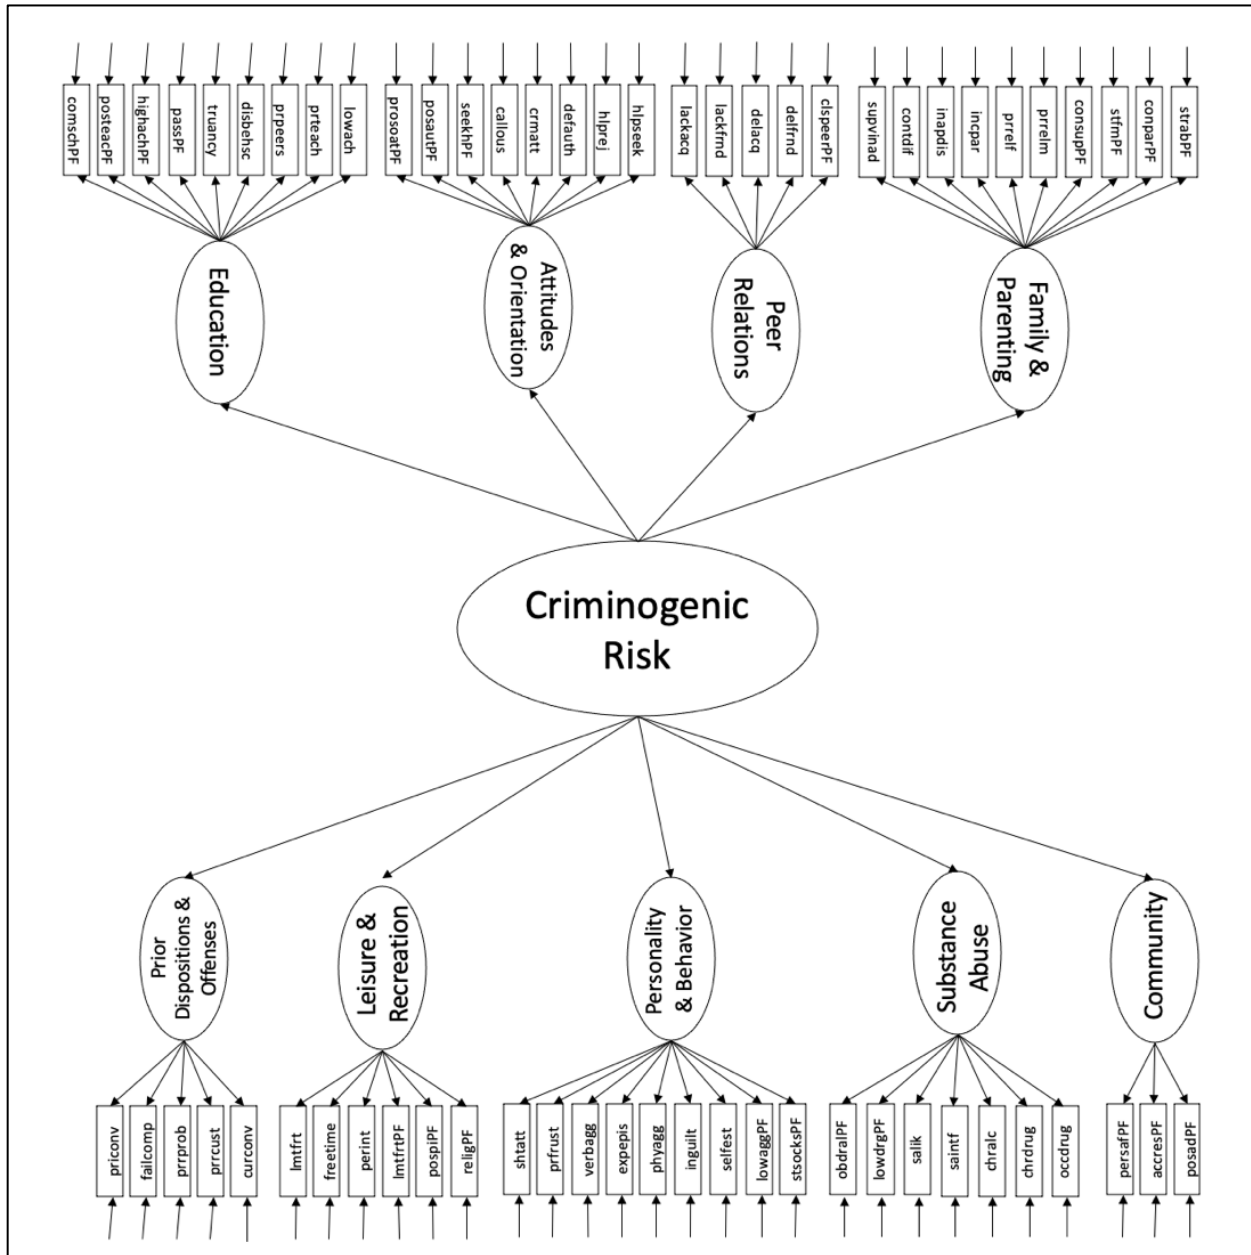 comschPF
posteacPF
highachPF
passPF
truancy
disbehsc
prpeers
prteach
lowach
prosoatPF
posautPF
seekhPF
callous
crmatt
defauth
hlprej
hlpseek
lackacq
lackfrnd
delacq
delfrnd
clspeerPF
supvinad
contdif
inapdis
incpar
prrelf
prrelm
consupPF
stfmPF
conparPF
strabPF
Education
Attitudes
& Orientation
Peer
Relations
Family &
Parenting
Criminogenic
Risk
Prior
Dispositions &
Offenses
Leisure &
Recreation
Personality
& Behavior
Substance
Abuse
Community
priconv
failcomp
prrprob
prrcust
curconv
lmtfrt
freetime
perint
lmtfrtPF
pospiPF
religPF
shtatt
prfrust
verbagg
expepis
phyagg
inguilt
selfest
lowaggPF
stsocksPF
obdralPF
lowdrgPF
salik
saintf
chralc
chrdrug
occdrug
persafPF
accresPF
posadPF